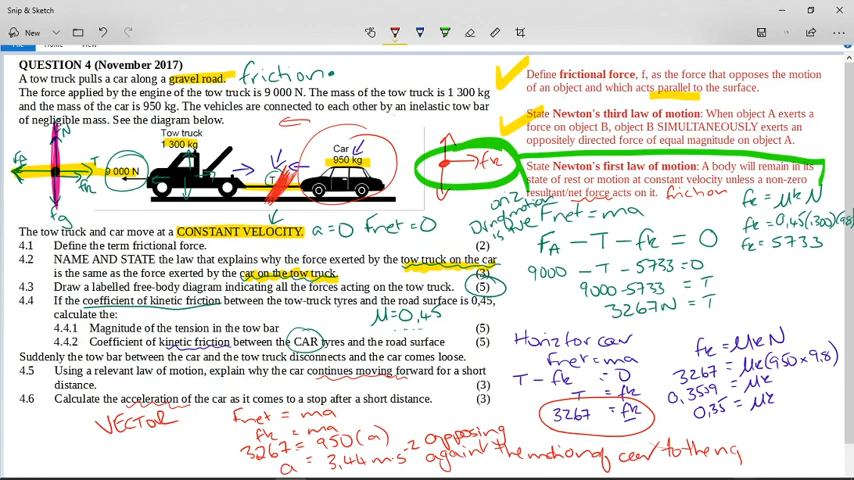 Snip & Sketch
New
File
Home
View
QUESTION 4 (November 2017)
A tow truck pulls a car along a gravel road. friction.
The force applied by the engine of the tow truck is 9 000 N. The mass of the tow truck is 1 300 kg
and the mass of the car is 950 kg. The vehicles are connected to each other by an inelastic tow bar
of negligible mass. See the diagram below.
FN
FA
T
fk
fg
9 000 N
Tow truck
1 300 kg
T
Car
950 kg
fk
Define frictional force, f, as the force that opposes the motion
of an object and which acts parallel to the surface.
State Newton's third law of motion: When object A exerts a
force on object B, object B SIMULTANEOUSLY exerts an
oppositely directed force of equal magnitude on object A.
State Newton's first law of motion: A body will remain in its
state of rest or motion at constant velocity unless a non-zero
resultant/net force acts on it. friction
The tow truck and car move at a CONSTANT VELOCITY. a=0 Fnet=0
4.1 Define the term frictional force. (2)
4.2 NAME AND STATE the law that explains why the force exerted by the tow truck on the car
is the same as the force exerted by the car on the tow truck. (3)
4.3 Draw a labelled free-body diagram indicating all the forces acting on the tow truck. (5)
4.4 If the coefficient of kinetic friction between the tow-truck tyres and the road surface is 0,45,
calculate the: μ=0,45
4.4.1 Magnitude of the tension in the tow bar (5)
4.4.2 Coefficient of kinetic friction between the CAR tyres and the road surface (5)
Suddenly the tow bar between the car and the tow truck disconnects and the car comes loose.
4.5 Using a relevant law of motion, explain why the car continues moving forward for a short
distance. (3)
4.6 Calculate the acceleration of the car as it comes to a stop after a short distance. (3)
Dir of motion
is +ve
Fnet=ma
FA - T - fk = 0
9000 - T - 5733 = 0
9000 - 5733 = T
3267N = T
fk = μkN
fk = 0,45(1300)(9,8)
fk = 5733
Horiz for car
Fnet=ma
T - fk = 0
T = fk
3267 = fk
fk = μkN
3267 = μk(950×9.8)
0,3509 = μk
0,35 = μk
VECTOR
Fnet = ma
fk = ma
3267 = 950(a)
a = 3,44 m·s-2 opposing
against the motion of car to the